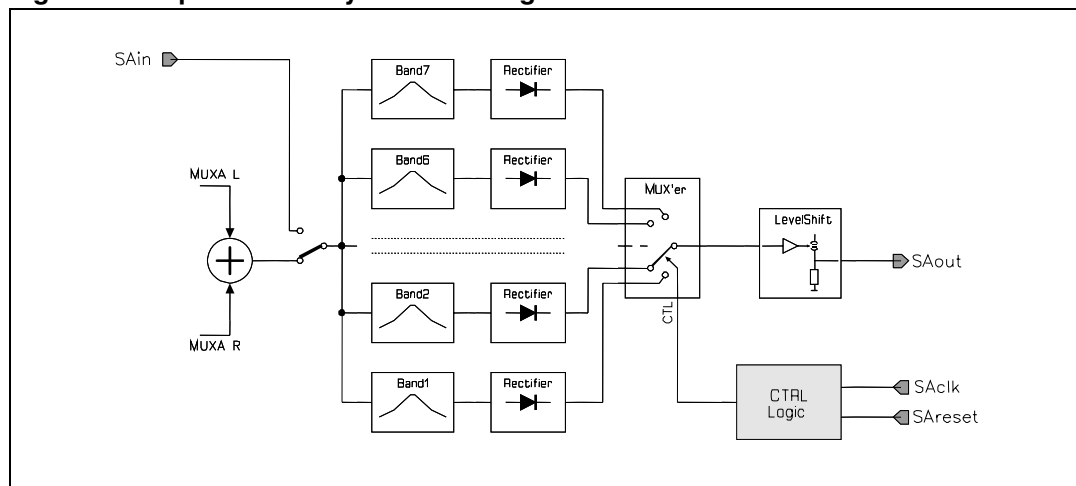 SAin
Band7
Rectifier
Band6
Rectifier
MUXA L
MUX'er
LevelShift
SAout
Band2
Rectifier
CTL
MUXA R
Band1
Rectifier
CTRL
Logic
SAclk
SAreset